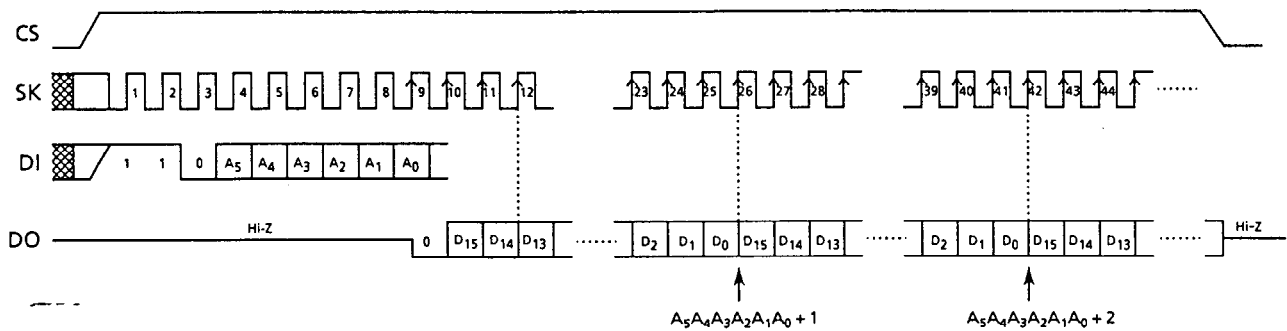 CS
SK 1 2 3 4 5 6 7 8 9 10 11 12 23 24 25 26 27 28 39 40 41 42 43 44
DI 1 1 0 A5 A4 A3 A2 A1 A0
DO Hi-Z 0 D15 D14 D13 D2 D1 D0 D15 D14 D13 D2 D1 D0 D15 D14 D13 Hi-Z
A5A4A3A2A1A0 + 1 A5A4A3A2A1A0 + 2